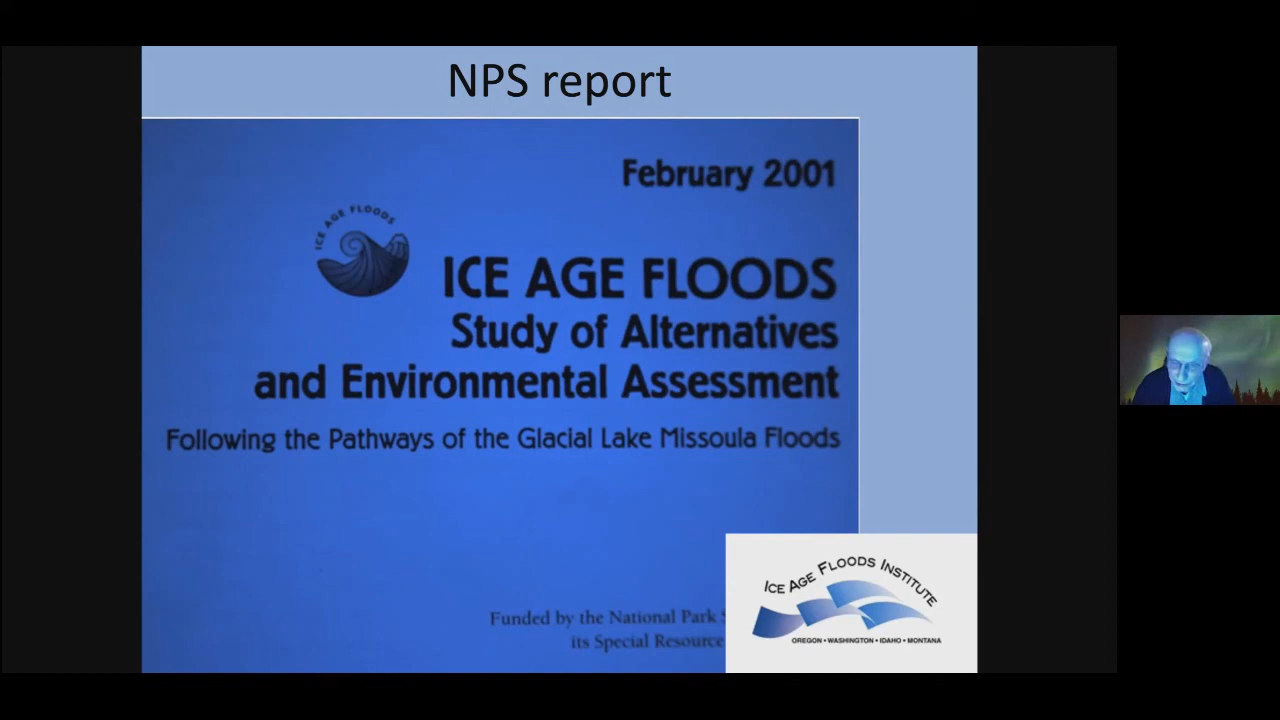 NPS report
February 2001
ICE AGE FLOODS
ICE AGE FLOODS
Study of Alternatives
and Environmental Assessment
Following the Pathways of the Glacial Lake Missoula Floods
Funded by the National Park
its Special Resource
ICE AGE FLOODS INSTITUTE
OREGON • WASHINGTON • IDAHO • MONTANA